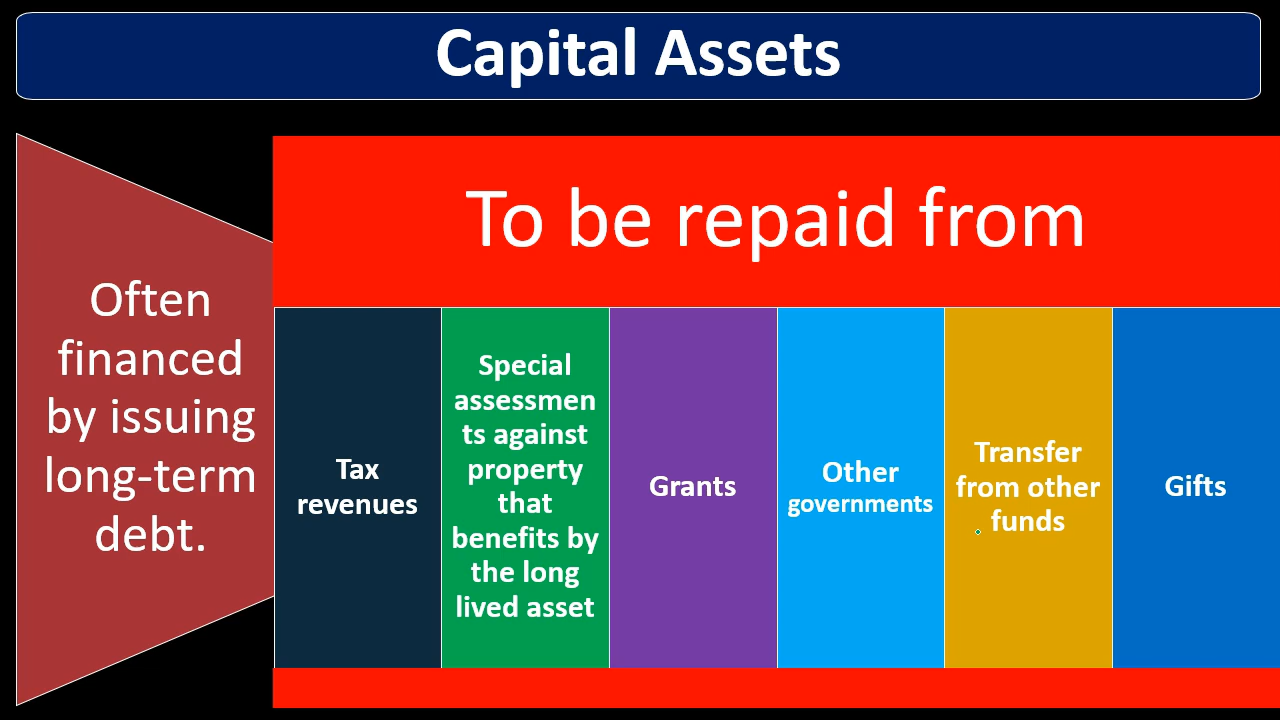 Capital Assets
Often
financed
by issuing
long-term
debt.
To be repaid from
Tax
revenues
Special
assessmen
ts against
property
that
benefits by
the long
lived asset
Grants
Other
governments
Transfer
from other
funds
Gifts